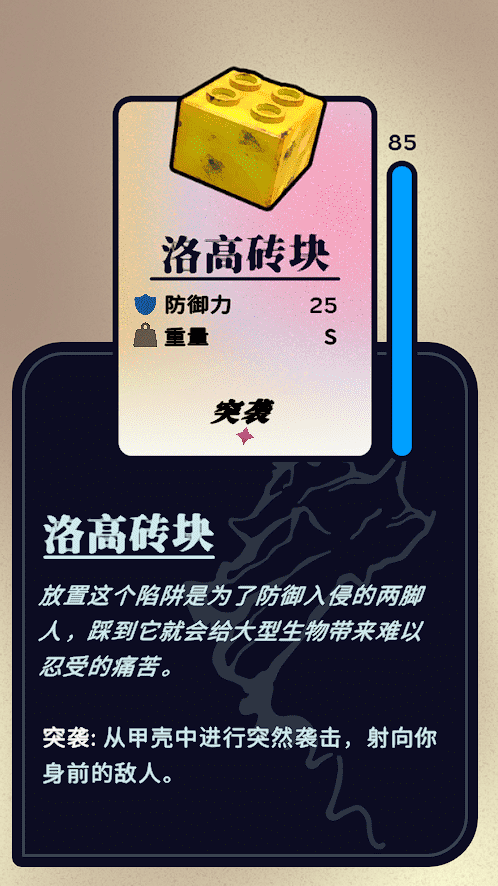 85
洛高砖块
防御力 25
重量 S
突袭
洛高砖块
放置这个陷阱是为了防御入侵的两脚
人，踩到它就会给大型生物带来难以
忍受的痛苦。
突袭: 从甲壳中进行突然袭击，射向你
身前的敌人。